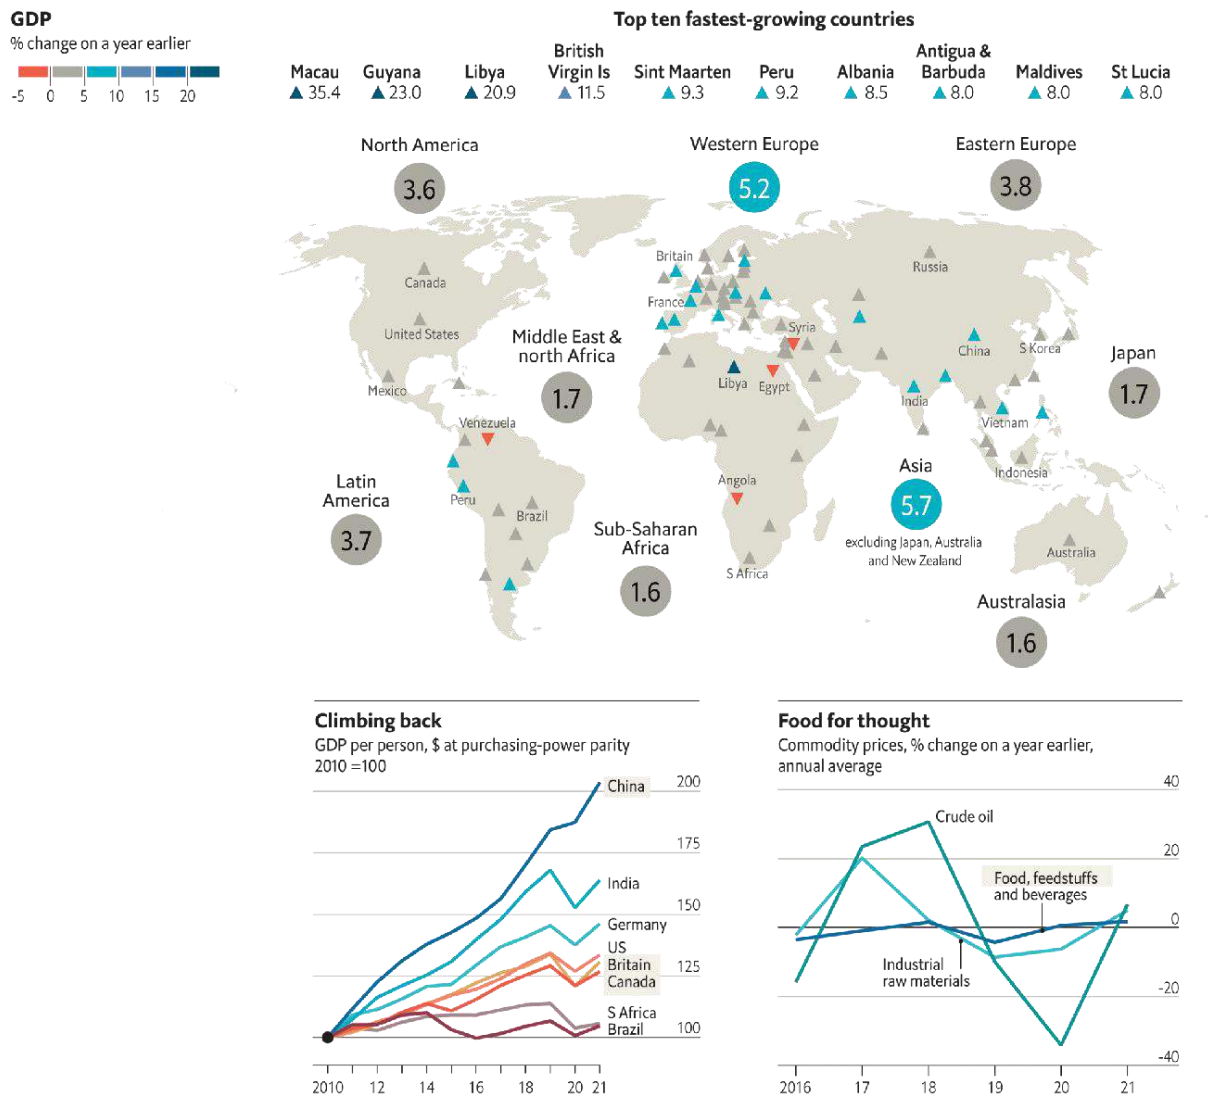 GDP
% change on a year earlier
-5 0 5 10 15 20
Top ten fastest-growing countries
Macau
▲ 35.4
Guyana
▲ 23.0
Libya
▲ 20.9
British
Virgin Is
▲ 11.5
Sint Maarten
▲ 9.3
Peru
▲ 9.2
Albania
▲ 8.5
Antigua &
Barbuda
▲ 8.0
Maldives
▲ 8.0
St Lucia
▲ 8.0
North America
3.6
Western Europe
5.2
Eastern Europe
3.8
Britain
Russia
Canada
France
United States
Syria
China
S Korea
Middle East &
north Africa
1.7
Japan
1.7
Mexico
Libya
Egypt
India
Venezuela
Vietnam
Indonesia
Latin
America
3.7
Peru
Brazil
Angola
Asia
5.7
excluding Japan, Australia
and New Zealand
Sub-Saharan
Africa
1.6
S Africa
Australia
Australasia
1.6
Climbing back
GDP per person, $ at purchasing-power parity
2010 =100
200
175
150
125
100
China
India
Germany
US
Britain
Canada
S Africa
Brazil
2010 12 14 16 18 20 21
Food for thought
Commodity prices, % change on a year earlier,
annual average
40
20
0
-20
-40
Crude oil
Food, feedstuffs
and beverages
Industrial
raw materials
2016 17 18 19 20 21